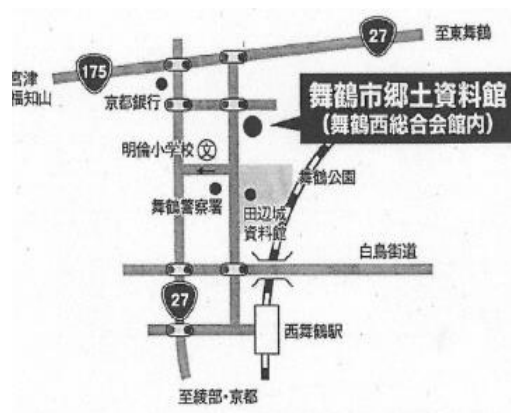 27
至東舞鶴
175
宮津
福知山
京都銀行
舞鶴市郷土資料館
(舞鶴西総合会館内)
明倫小学校
文
舞鶴公園
舞鶴警察署
田辺城
資料館
白鳥街道
27
西舞鶴駅
至綾部・京都